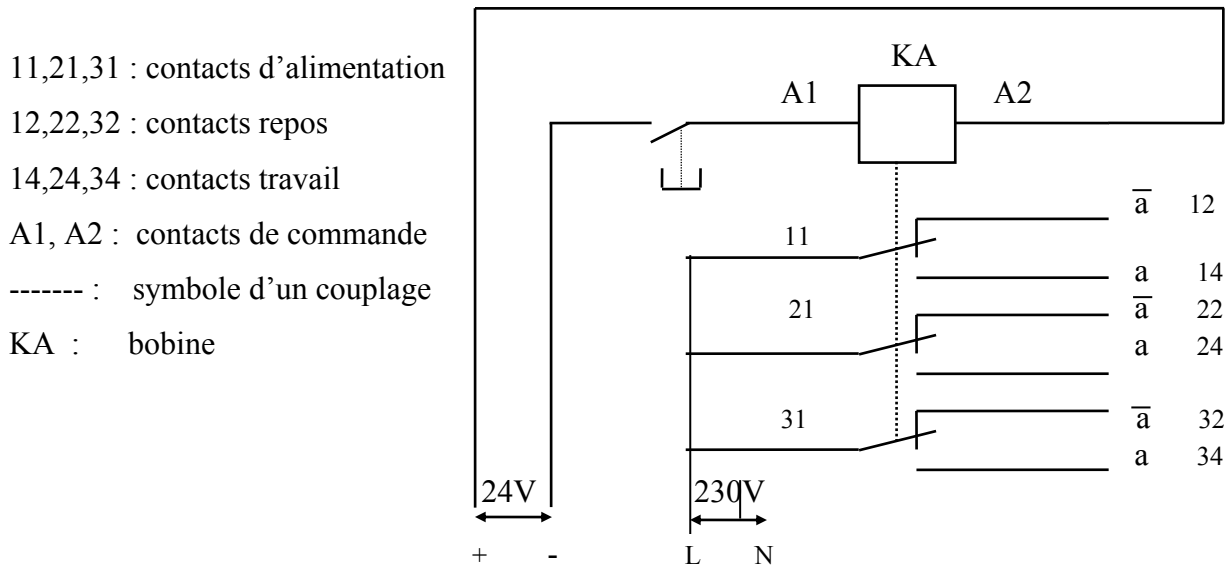 11,21,31 : contacts d’alimentation
12,22,32 : contacts repos
14,24,34 : contacts travail
A1, A2 : contacts de commande
------- : symbole d’un couplage
KA : bobine
KA
A1 A2
11
a̅ 12
a 14
21
a̅ 22
a 24
31
a̅ 32
a 34
24V 230V
+ - L N